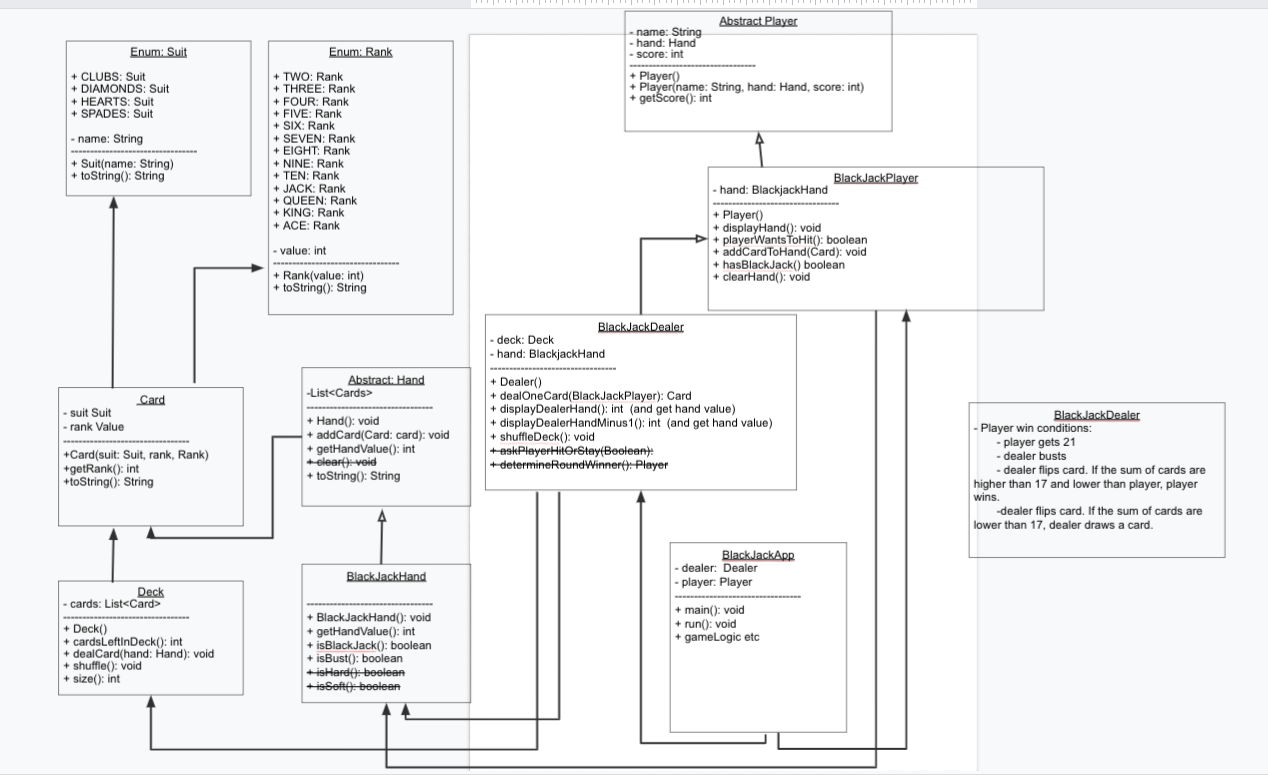 Abstract Player
- name: String
- hand: Hand
- score: int
+ Player()
+ Player(name: String, hand: Hand, score: int)
+ getScore(): int
Enum: Suit
+ CLUBS: Suit
+ DIAMONDS: Suit
+ HEARTS: Suit
+ SPADES: Suit
- name: String
+ Suit(name: String)
+ toString(): String
Enum: Rank
+ TWO: Rank
+ THREE: Rank
+ FOUR: Rank
+ FIVE: Rank
+ SIX: Rank
+ SEVEN: Rank
+ EIGHT: Rank
+ NINE: Rank
+ TEN: Rank
+ JACK: Rank
+ QUEEN: Rank
+ KING: Rank
+ ACE: Rank
- value: int
+ Rank(value: int)
+ toString(): String
BlackJackPlayer
- hand: BlackjackHand
+ Player()
+ displayHand(): void
+ playerWantsToHit(): boolean
+ addCardToHand(Card): void
+ hasBlackJack() boolean
+ clearHand(): void
BlackJackDealer
- deck: Deck
- hand: BlackjackHand
+ Dealer()
+ dealOneCard(BlackJackPlayer): Card
+ displayDealerHand(): int (and get hand value)
+ displayDealerHandMinus1(): int (and get hand value)
+ shuffleDeck(): void
+ askPlayerHitOrStay(Boolean):
+ determineRoundWinner(): Player
Card
- suit Suit
- rank Value
+Card(suit: Suit, rank, Rank)
+getRank(): int
+toString(): String
Abstract: Hand
-List<Cards>
+ Hand(): void
+ addCard(Card: card): void
+ getHandValue(): int
+ clear(): void
+ toString(): String
BlackJackDealer
- Player win conditions:
- player gets 21
- dealer busts
- dealer flips card. If the sum of cards are
higher than 17 and lower than player, player
wins.
-dealer flips card. If the sum of cards are
lower than 17, dealer draws a card.
Deck
- cards: List<Card>
+ Deck()
+ cardsLeftInDeck(): int
+ dealCard(hand: Hand): void
+ shuffle(): void
+ size(): int
BlackJackHand
+ BlackJackHand(): void
+ getHandValue(): int
+ isBlackJack(): boolean
+ isBust(): boolean
+ isHard(): boolean
+ isSoft(): boolean
BlackJackApp
- dealer: Dealer
- player: Player
+ main(): void
+ run(): void
+ gameLogic etc